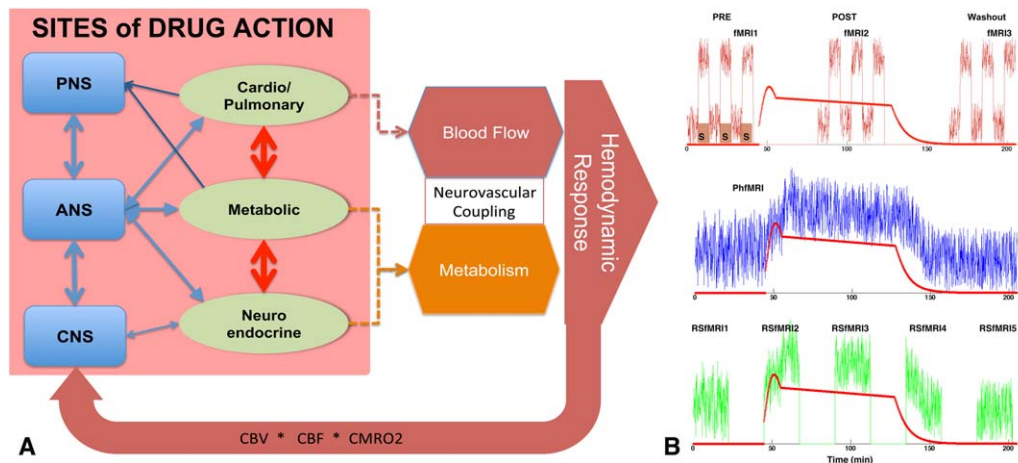 SITES of DRUG ACTION
PNS
ANS
CNS
Cardio/
Pulmonary
Metabolic
Neuro
endocrine
Blood Flow
Neurovascular
Coupling
Metabolism
Hemodynamic
Response
CBV * CBF * CMRO2
A
B
PRE POST Washout
fMRI1 fMRI2 fMRI3
S S S
0 50 100 150 200
PhfMRI
0 50 100 150 200
RSfMRI1 RSfMRI2 RSfMRI3 RSfMRI4 RSfMRI5
0 50 100 150 200
Time (min)